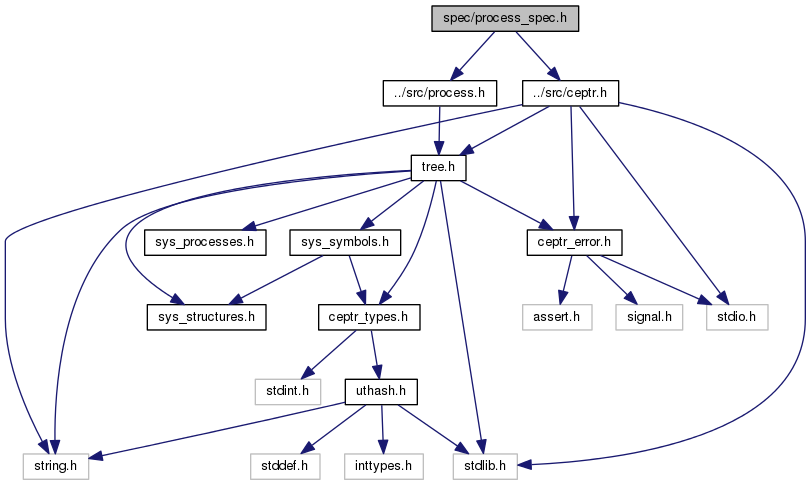 spec/process_spec.h
../src/process.h
../src/ceptr.h
tree.h
sys_processes.h
sys_symbols.h
ceptr_error.h
sys_structures.h
ceptr_types.h
assert.h
signal.h
stdio.h
stdint.h
uthash.h
string.h
stddef.h
inttypes.h
stdlib.h